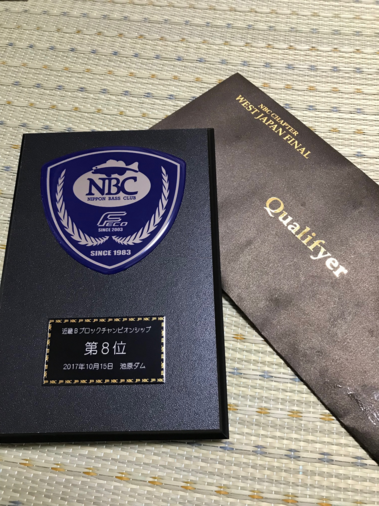 NBC
NIPPON BASS CLUB
FECO
SINCE 2003
SINCE 1983
近畿Bブロックチャンピオンシップ
第8位
2017年10月15日 池原ダム
NBC CHAPTER
WEST JAPAN FINAL
Qualifyer